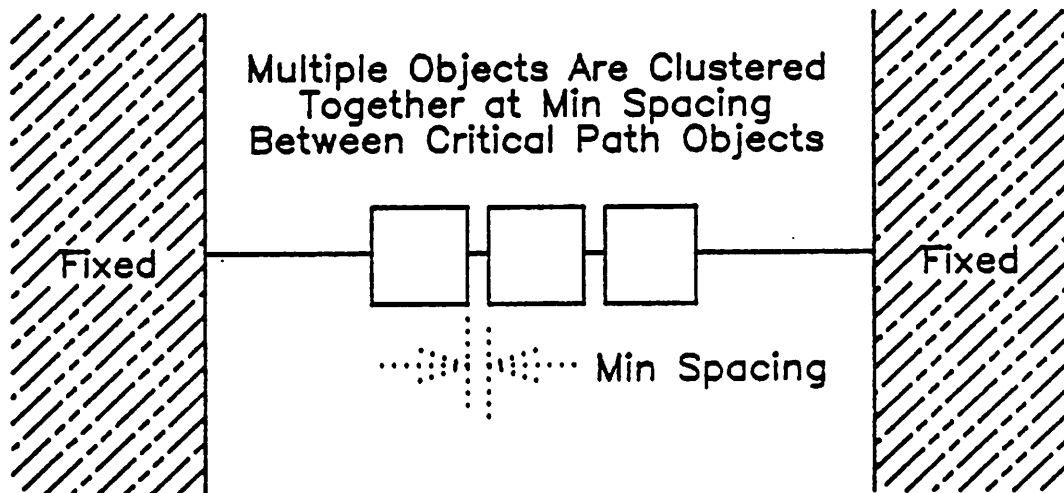 Multiple Objects Are Clustered
Together at Min Spacing
Between Critical Path Objects
Fixed
Fixed
Min Spacing